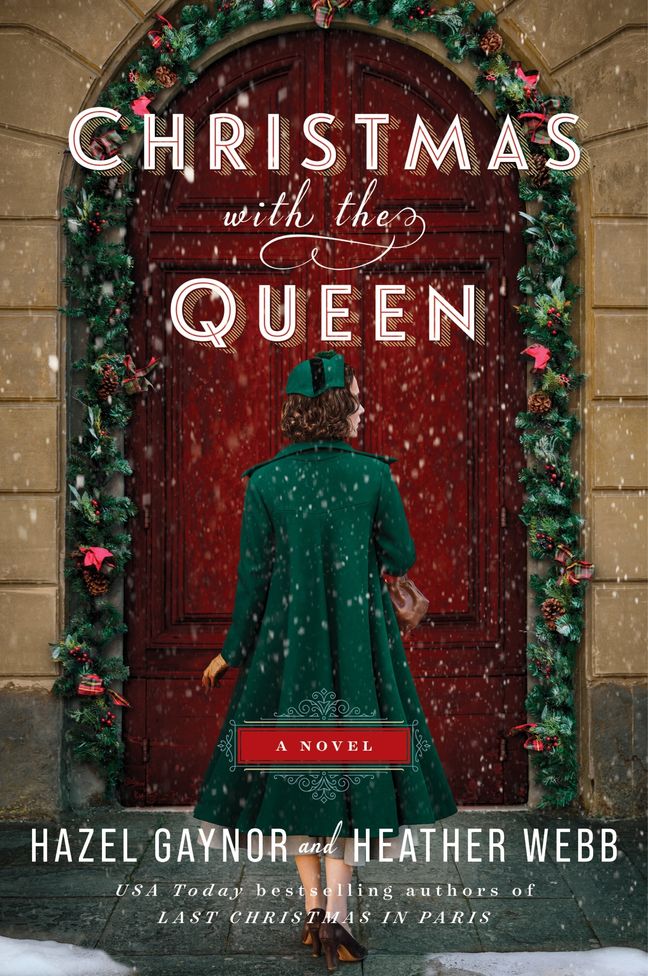 CHRISTMAS
with the
QUEEN
A NOVEL
HAZEL GAYNOR and HEATHER WEBB
USA Today bestselling authors of
LAST CHRISTMAS IN PARIS